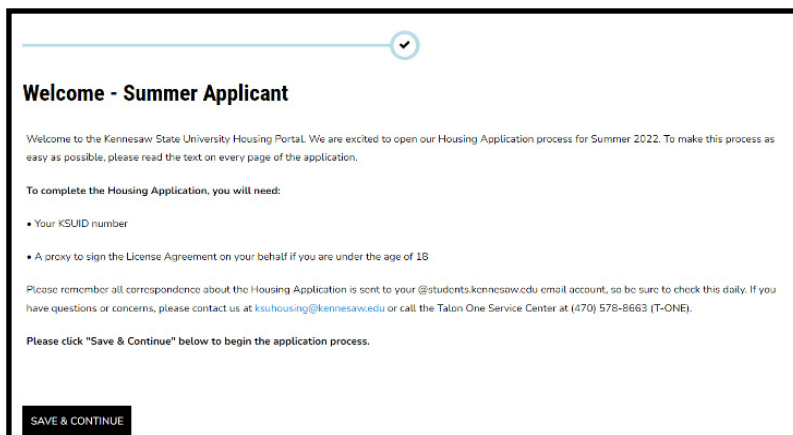 Welcome - Summer Applicant
Welcome to the Kennesaw State University Housing Portal. We are excited to open our Housing Application process for Summer 2022. To make this process as
easy as possible, please read the text on every page of the application.
To complete the Housing Application, you will need:
• Your KSUID number
• A proxy to sign the License Agreement on your behalf if you are under the age of 18
Please remember all correspondence about the Housing Application is sent to your @students.kennesaw.edu email account, so be sure to check this daily. If you
have questions or concerns, please contact us at ksuhousing@kennesaw.edu or call the Talon One Service Center at (470) 578-8663 (T-ONE).
Please click "Save & Continue" below to begin the application process.
SAVE & CONTINUE